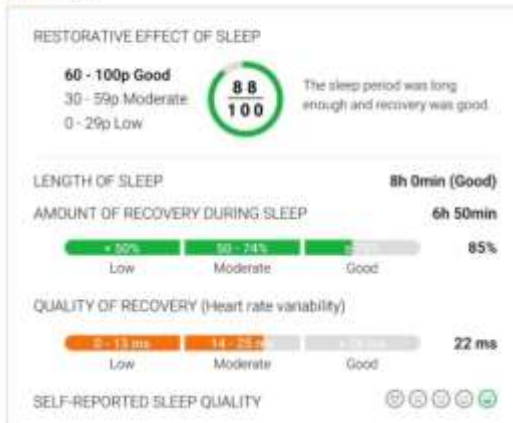 RESTORATIVE EFFECT OF SLEEP
60 - 100p Good
30 - 59p Moderate
0 - 29p Low
88
100
The sleep period was long
enough and recovery was good.
LENGTH OF SLEEP 8h 0min (Good)
AMOUNT OF RECOVERY DURING SLEEP 6h 50min
< 50% 50 - 74% 85%
Low Moderate Good
QUALITY OF RECOVERY (Heart rate variability)
0 - 13 ms 14 - 25 22 ms
Low Moderate Good
SELF-REPORTED SLEEP QUALITY